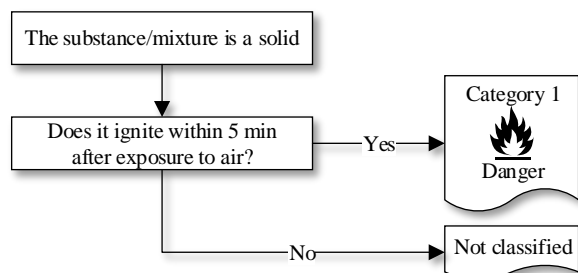 The substance/mixture is a solid
Does it ignite within 5 min
after exposure to air?
Yes
Category 1
Danger
No
Not classified